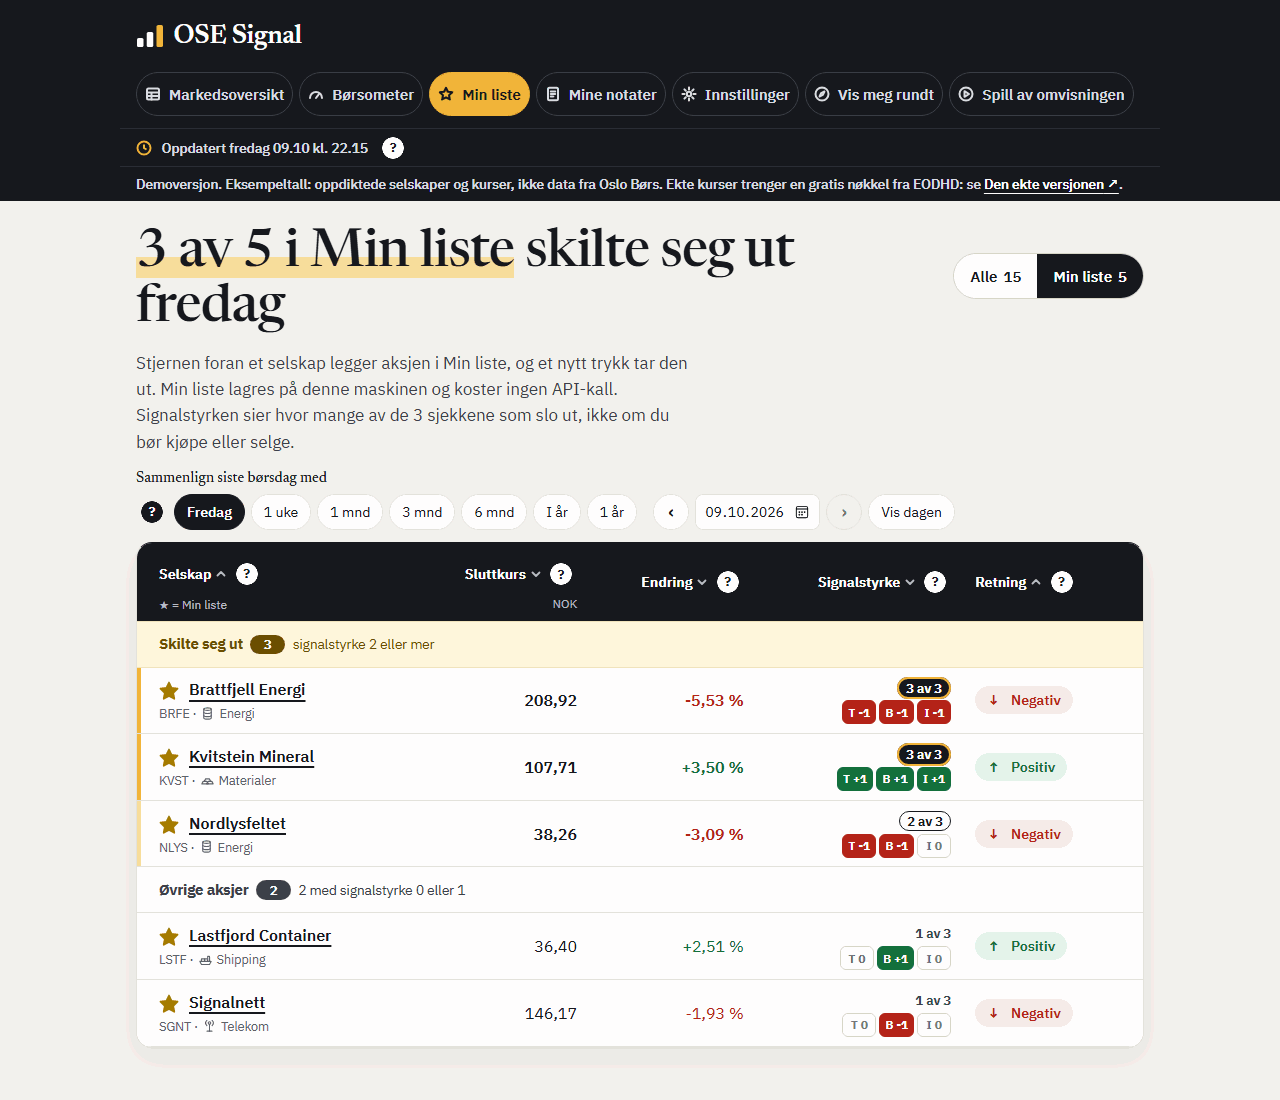 OSE Signal
Markedsoversikt Børsometer Min liste Mine notater Innstillinger Vis meg rundt Spill av omvisningen
Oppdatert fredag 09.10 kl. 22.15 ?
Demoversjon. Eksempeltall: oppdiktede selskaper og kurser, ikke data fra Oslo Børs. Ekte kurser trenger en gratis nøkkel fra EODHD: se Den ekte versjonen ↗.
3 av 5 i Min liste skilte seg ut
fredag
Alle 15 Min liste 5
Stjernen foran et selskap legger aksjen i Min liste, og et nytt trykk tar den
ut. Min liste lagres på denne maskinen og koster ingen API-kall.
Signalstyrken sier hvor mange av de 3 sjekkene som slo ut, ikke om du
bør kjøpe eller selge.
Sammenlign siste børsdag med
? Fredag 1 uke 1 mnd 3 mnd 6 mnd I år 1 år ‹ 09.10.2026 › Vis dagen
Selskap ? Sluttkurs ? Endring ? Signalstyrke ? Retning ?
★ = Min liste NOK
Skilte seg ut 3 signalstyrke 2 eller mer
Brattfjell Energi 208,92 -5,53 % 3 av 3 ↓ Negativ
BRFE · Energi T -1 B -1 I -1
Kvitstein Mineral 107,71 +3,50 % 3 av 3 ↑ Positiv
KVST · Materialer T +1 B +1 I +1
Nordlysfeltet 38,26 -3,09 % 2 av 3 ↓ Negativ
NLYS · Energi T -1 B -1 I 0
Øvrige aksjer 2 2 med signalstyrke 0 eller 1
Lastfjord Container 36,40 +2,51 % 1 av 3 ↑ Positiv
LSTF · Shipping T 0 B +1 I 0
Signalnett 146,17 -1,93 % 1 av 3 ↓ Negativ
SGNT · Telekom T 0 B -1 I 0